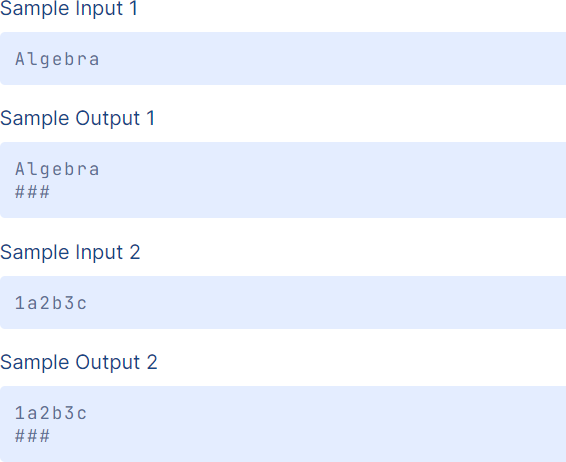 Sample Input 1
Algebra
Sample Output 1
Algebra
###
Sample Input 2
1a2b3c
Sample Output 2
1a2b3c
###